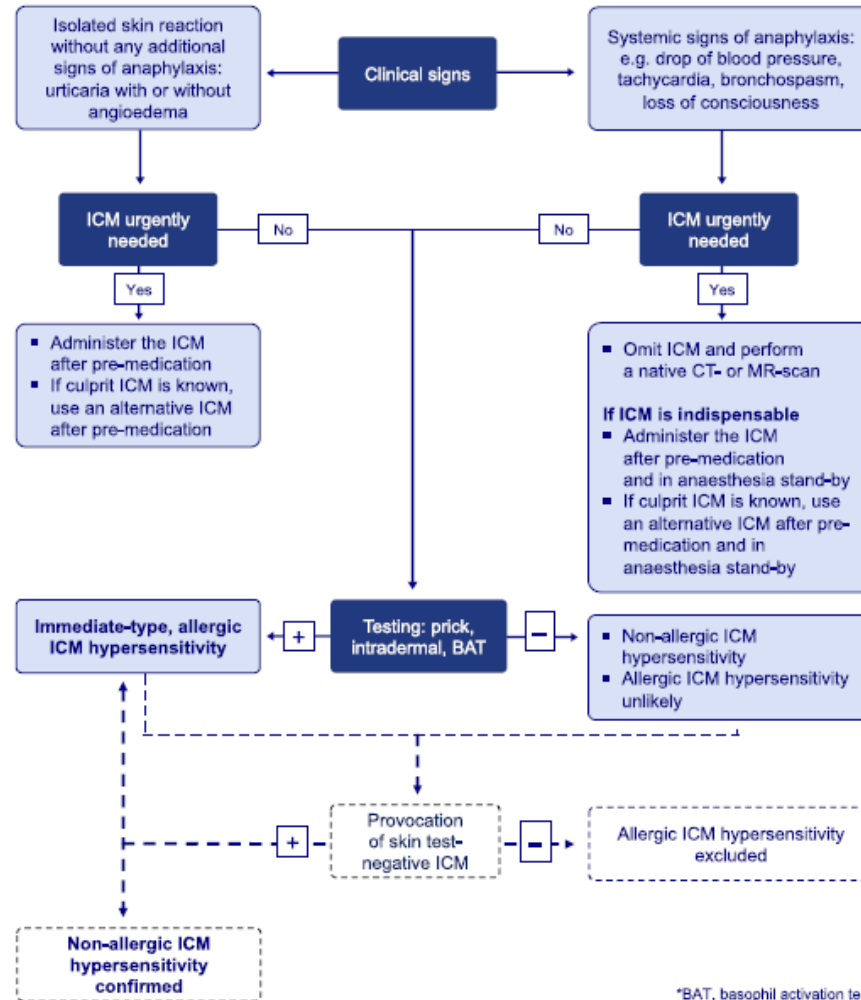 Isolated skin reaction
without any additional
signs of anaphylaxis:
urticaria with or without
angioedema
Clinical signs
Systemic signs of anaphylaxis:
e.g. drop of blood pressure,
tachycardia, bronchospasm,
loss of consciousness
ICM urgently
needed
No
No
ICM urgently
needed
Yes
Yes
▪ Administer the ICM
after pre-medication
▪ If culprit ICM is known,
use an alternative ICM
after pre-medication
▪ Omit ICM and perform
a native CT- or MR-scan
If ICM is indispensable
▪ Administer the ICM
after pre-medication
and in anaesthesia stand-by
▪ If culprit ICM is known, use
an alternative ICM after pre-
medication and in
anaesthesia stand-by
Immediate-type, allergic
ICM hypersensitivity
+
Testing: prick,
intradermal, BAT
−
▪ Non-allergic ICM
hypersensitivity
▪ Allergic ICM hypersensitivity
unlikely
+
Provocation
of skin test-
negative ICM
−
Allergic ICM hypersensitivity
excluded
Non-allergic ICM
hypersensitivity
confirmed
*BAT, basophil activation te